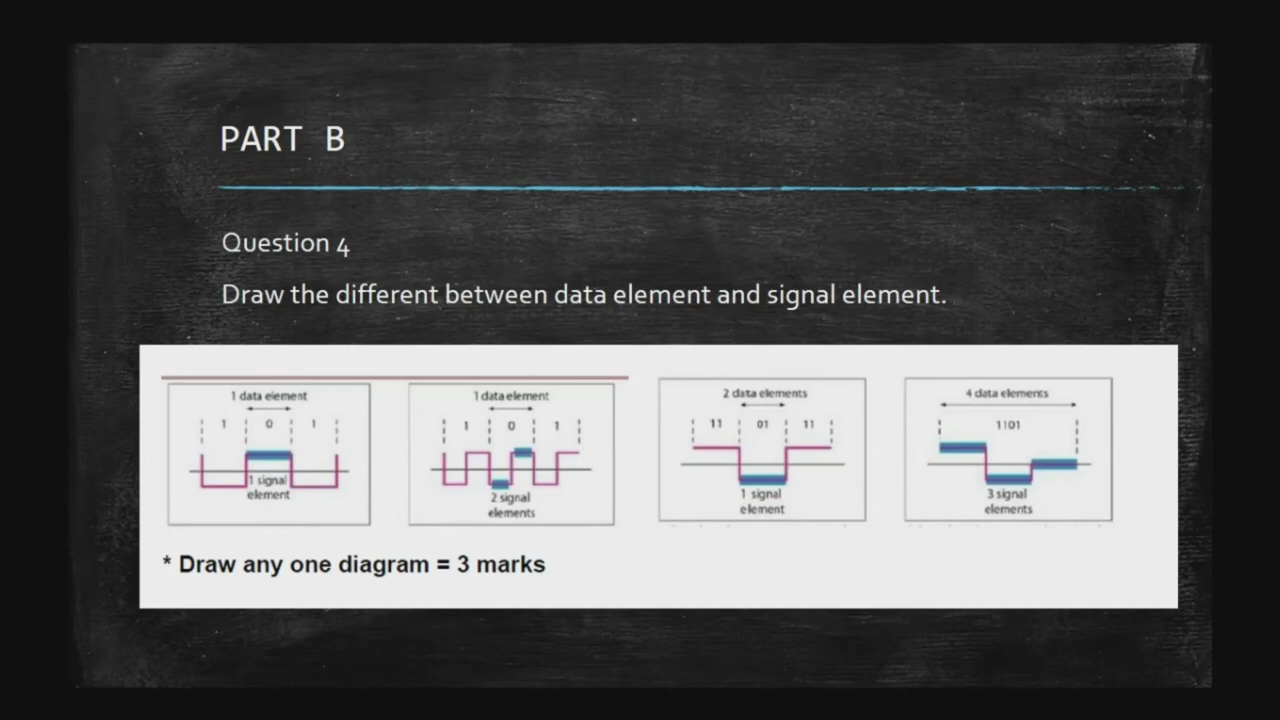 PART B
Question 4
Draw the different between data element and signal element.
1 data element
1 0 1
1 signal
element
1 data element
1 0 1
2 signal
elements
2 data elements
11 01 11
1 signal
element
4 data elements
1101
3 signal
elements
* Draw any one diagram = 3 marks